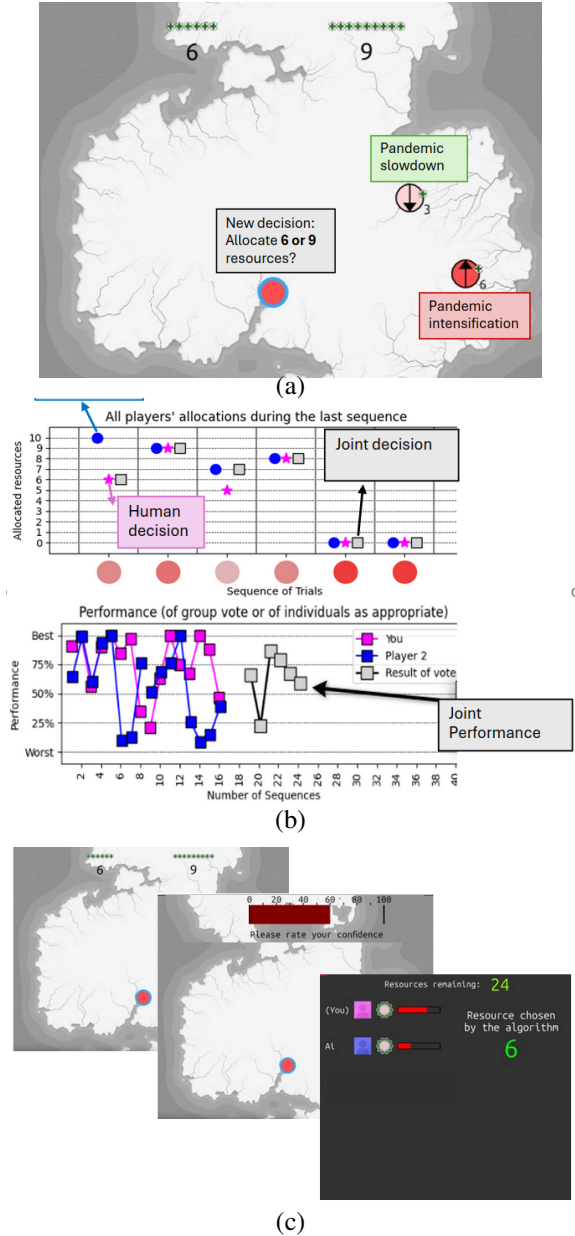 6
9
Pandemic
slowdown
3
New decision:
Allocate 6 or 9
resources?
6
Pandemic
intensification
(a)
All players' allocations during the last sequence
Allocated resources
10
9
8
7
6
5
4
3
2
1
0
Joint decision
Human
decision
Sequence of Trials
Performance (of group vote or of individuals as appropriate)
Performance
Best
75%
50%
25%
Worst
You
Player 2
Result of vote
Joint
Performance
2 4 6 8 10 12 14 16 18 20 22 24 26 28 30 32 34 36 38 40
Number of Sequences
(b)
6
9
0 20 40 60 80 100
Please rate your confidence
Resources remaining: 24
(You)
AI
Resource chosen
by the algorithm
6
(c)